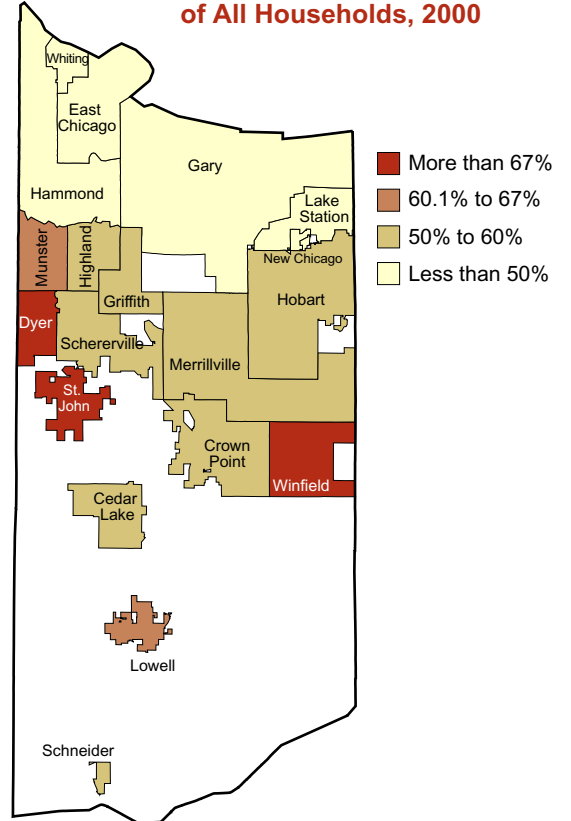 of All Households, 2000
Whiting
East
Chicago
Gary
Hammond
Lake
Station
Munster
Highland
New Chicago
Griffith
Hobart
Dyer
Schererville
Merrillville
St.
John
Crown
Point
Winfield
Cedar
Lake
Lowell
Schneider
More than 67%
60.1% to 67%
50% to 60%
Less than 50%